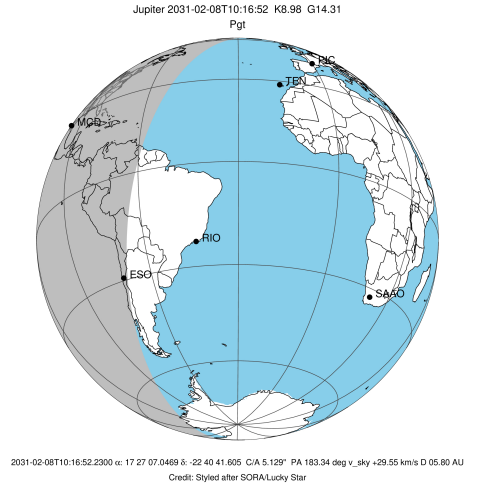 Jupiter 2031-02-08T10:16:52 K8.98 G14.31
Pgt
PIC
TEN
MCD
RIO
ESO
SAAO
2031-02-08T10:16:52.2300 α: 17 27 07.0469 δ: -22 40 41.605 C/A 5.129" PA 183.34 deg v_sky +29.55 km/s D 05.80 AU
Credit: Styled after SORA/Lucky Star